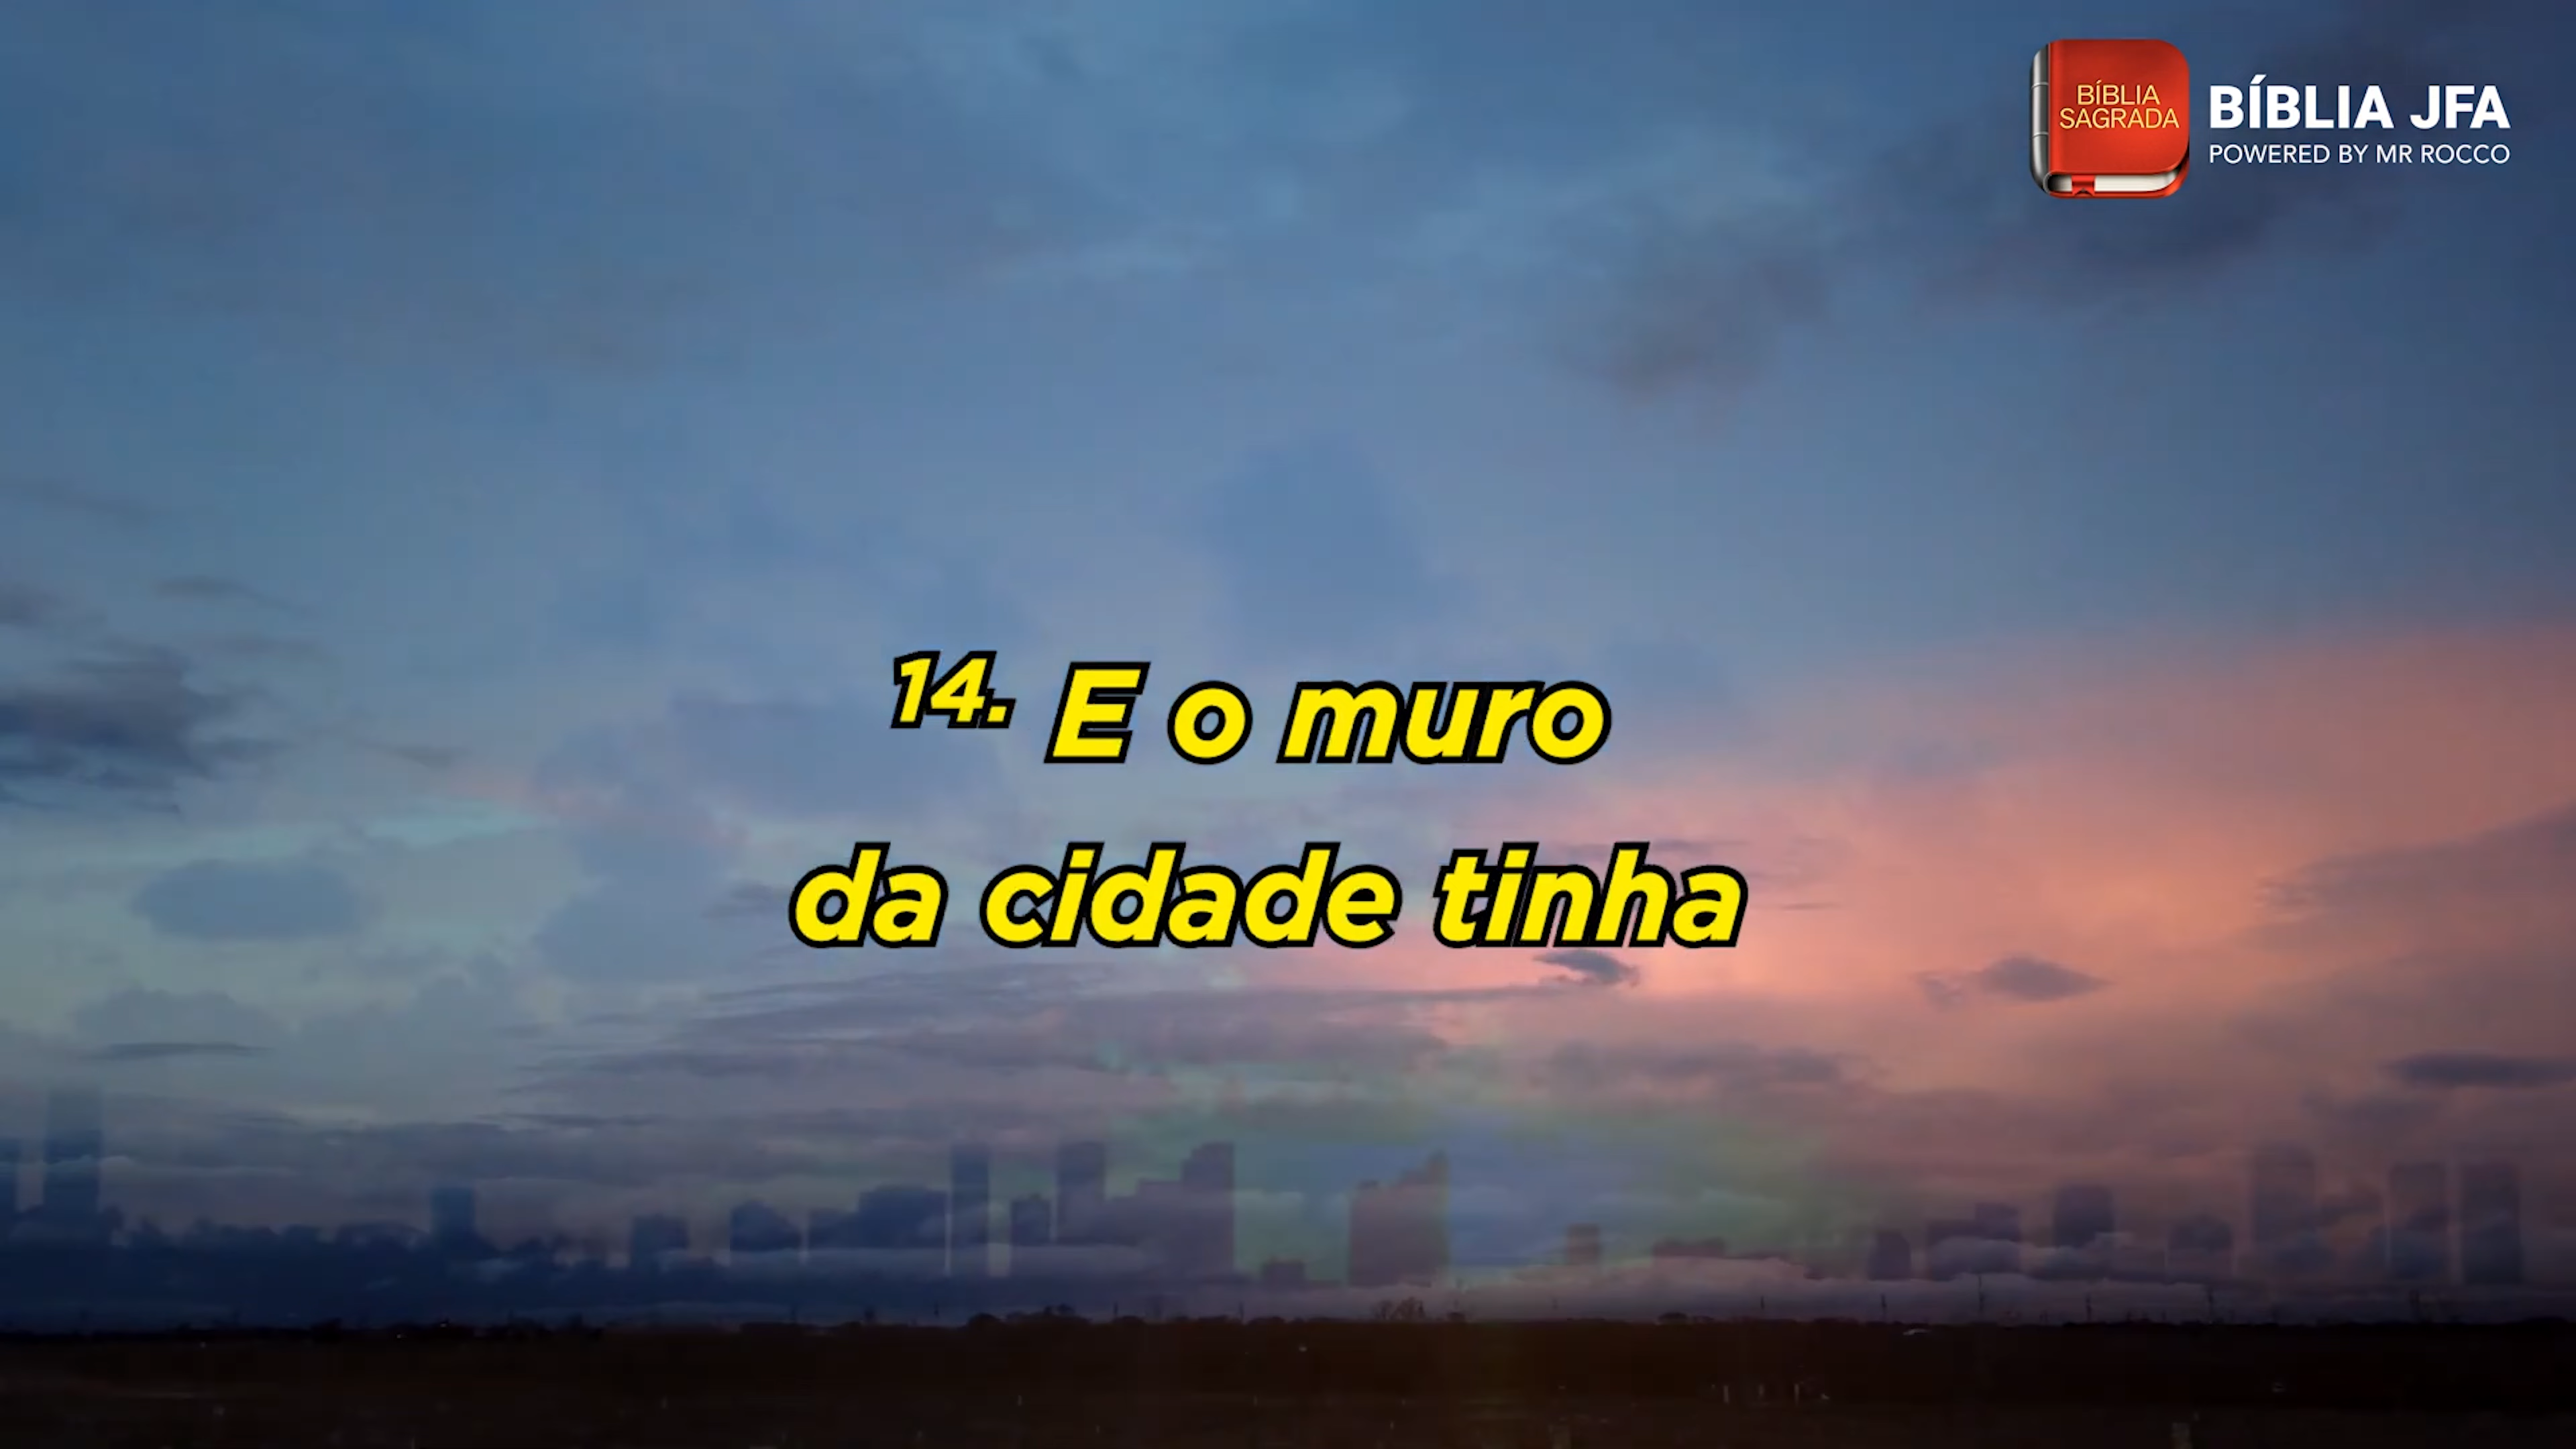 BÍBLIA
SAGRADA
BÍBLIA JFA
POWERED BY MR ROCCO
14. E o muro
da cidade tinha